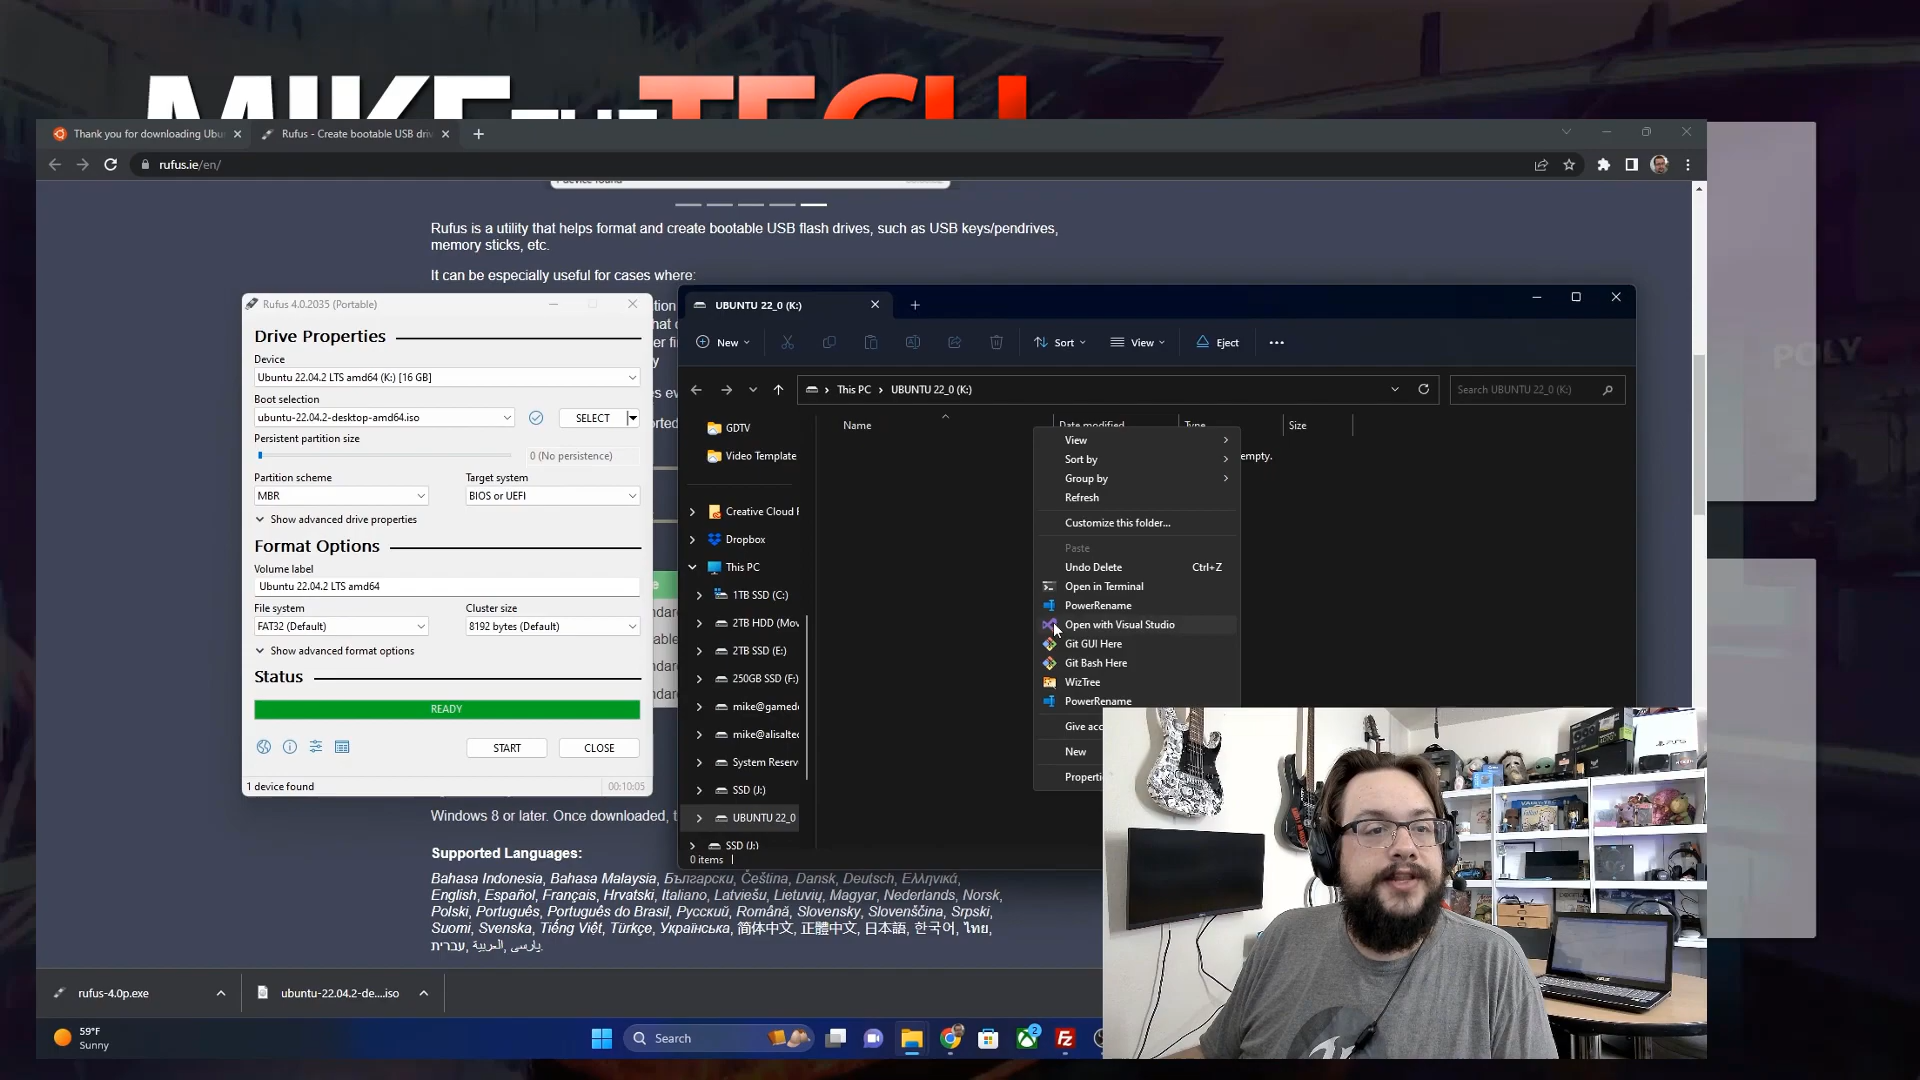 MIKE THE TECH
Thank you for downloading Ubu
Rufus - Create bootable USB driv
rufus.ie/en/
Rufus is a utility that helps format and create bootable USB flash drives, such as USB keys/pendrives,
memory sticks, etc.
It can be especially useful for cases where:
Rufus 4.0.2035 (Portable)
Drive Properties
Device
Ubuntu 22.04.2 LTS amd64 (K:) [16 GB]
Boot selection
ubuntu-22.04.2-desktop-amd64.iso
SELECT
Persistent partition size
0 (No persistence)
Partition scheme
Target system
MBR
BIOS or UEFI
Show advanced drive properties
Format Options
Volume label
Ubuntu 22.04.2 LTS amd64
File system
Cluster size
FAT32 (Default)
8192 bytes (Default)
Show advanced format options
Status
READY
START
CLOSE
1 device found
00:10:05
UBUNTU 22_0 (K:)
New
Sort
View
Eject
This PC
UBUNTU 22_0 (K:)
Search UBUNTU 22_0 (K:)
Name
Date modified
Type
Size
empty.
GDTV
Video Template
Creative Cloud F
Dropbox
This PC
1TB SSD (C:)
2TB HDD (Mov
2TB SSD (E:)
250GB SSD (F:)
mike@gamede
mike@alisaltec
System Reserv
SSD (J:)
UBUNTU 22_0
SSD (J:)
0 items
View
Sort by
Group by
Refresh
Customize this folder...
Paste
Undo Delete
Ctrl+Z
Open in Terminal
PowerRename
Open with Visual Studio
Git GUI Here
Git Bash Here
WizTree
PowerRename
Give acc
New
Properti
POLY
Windows 8 or later. Once downloaded, t
Supported Languages:
Bahasa Indonesia, Bahasa Malaysia, Български, Čeština, Dansk, Deutsch, Ελληνικά,
English, Español, Français, Hrvatski, Italiano, Latviešu, Lietuvių, Magyar, Nederlands, Norsk,
Polski, Português, Português do Brasil, Русский, Română, Slovensky, Slovenščina, Srpski,
Suomi, Svenska, Tiếng Việt, Türkçe, Українська, 简体中文, 正體中文, 日本語, 한국어, ไทย,
עברית, العربية, پارسی.
rufus-4.0p.exe
ubuntu-22.04.2-de....iso
59°F
Sunny
Search
2